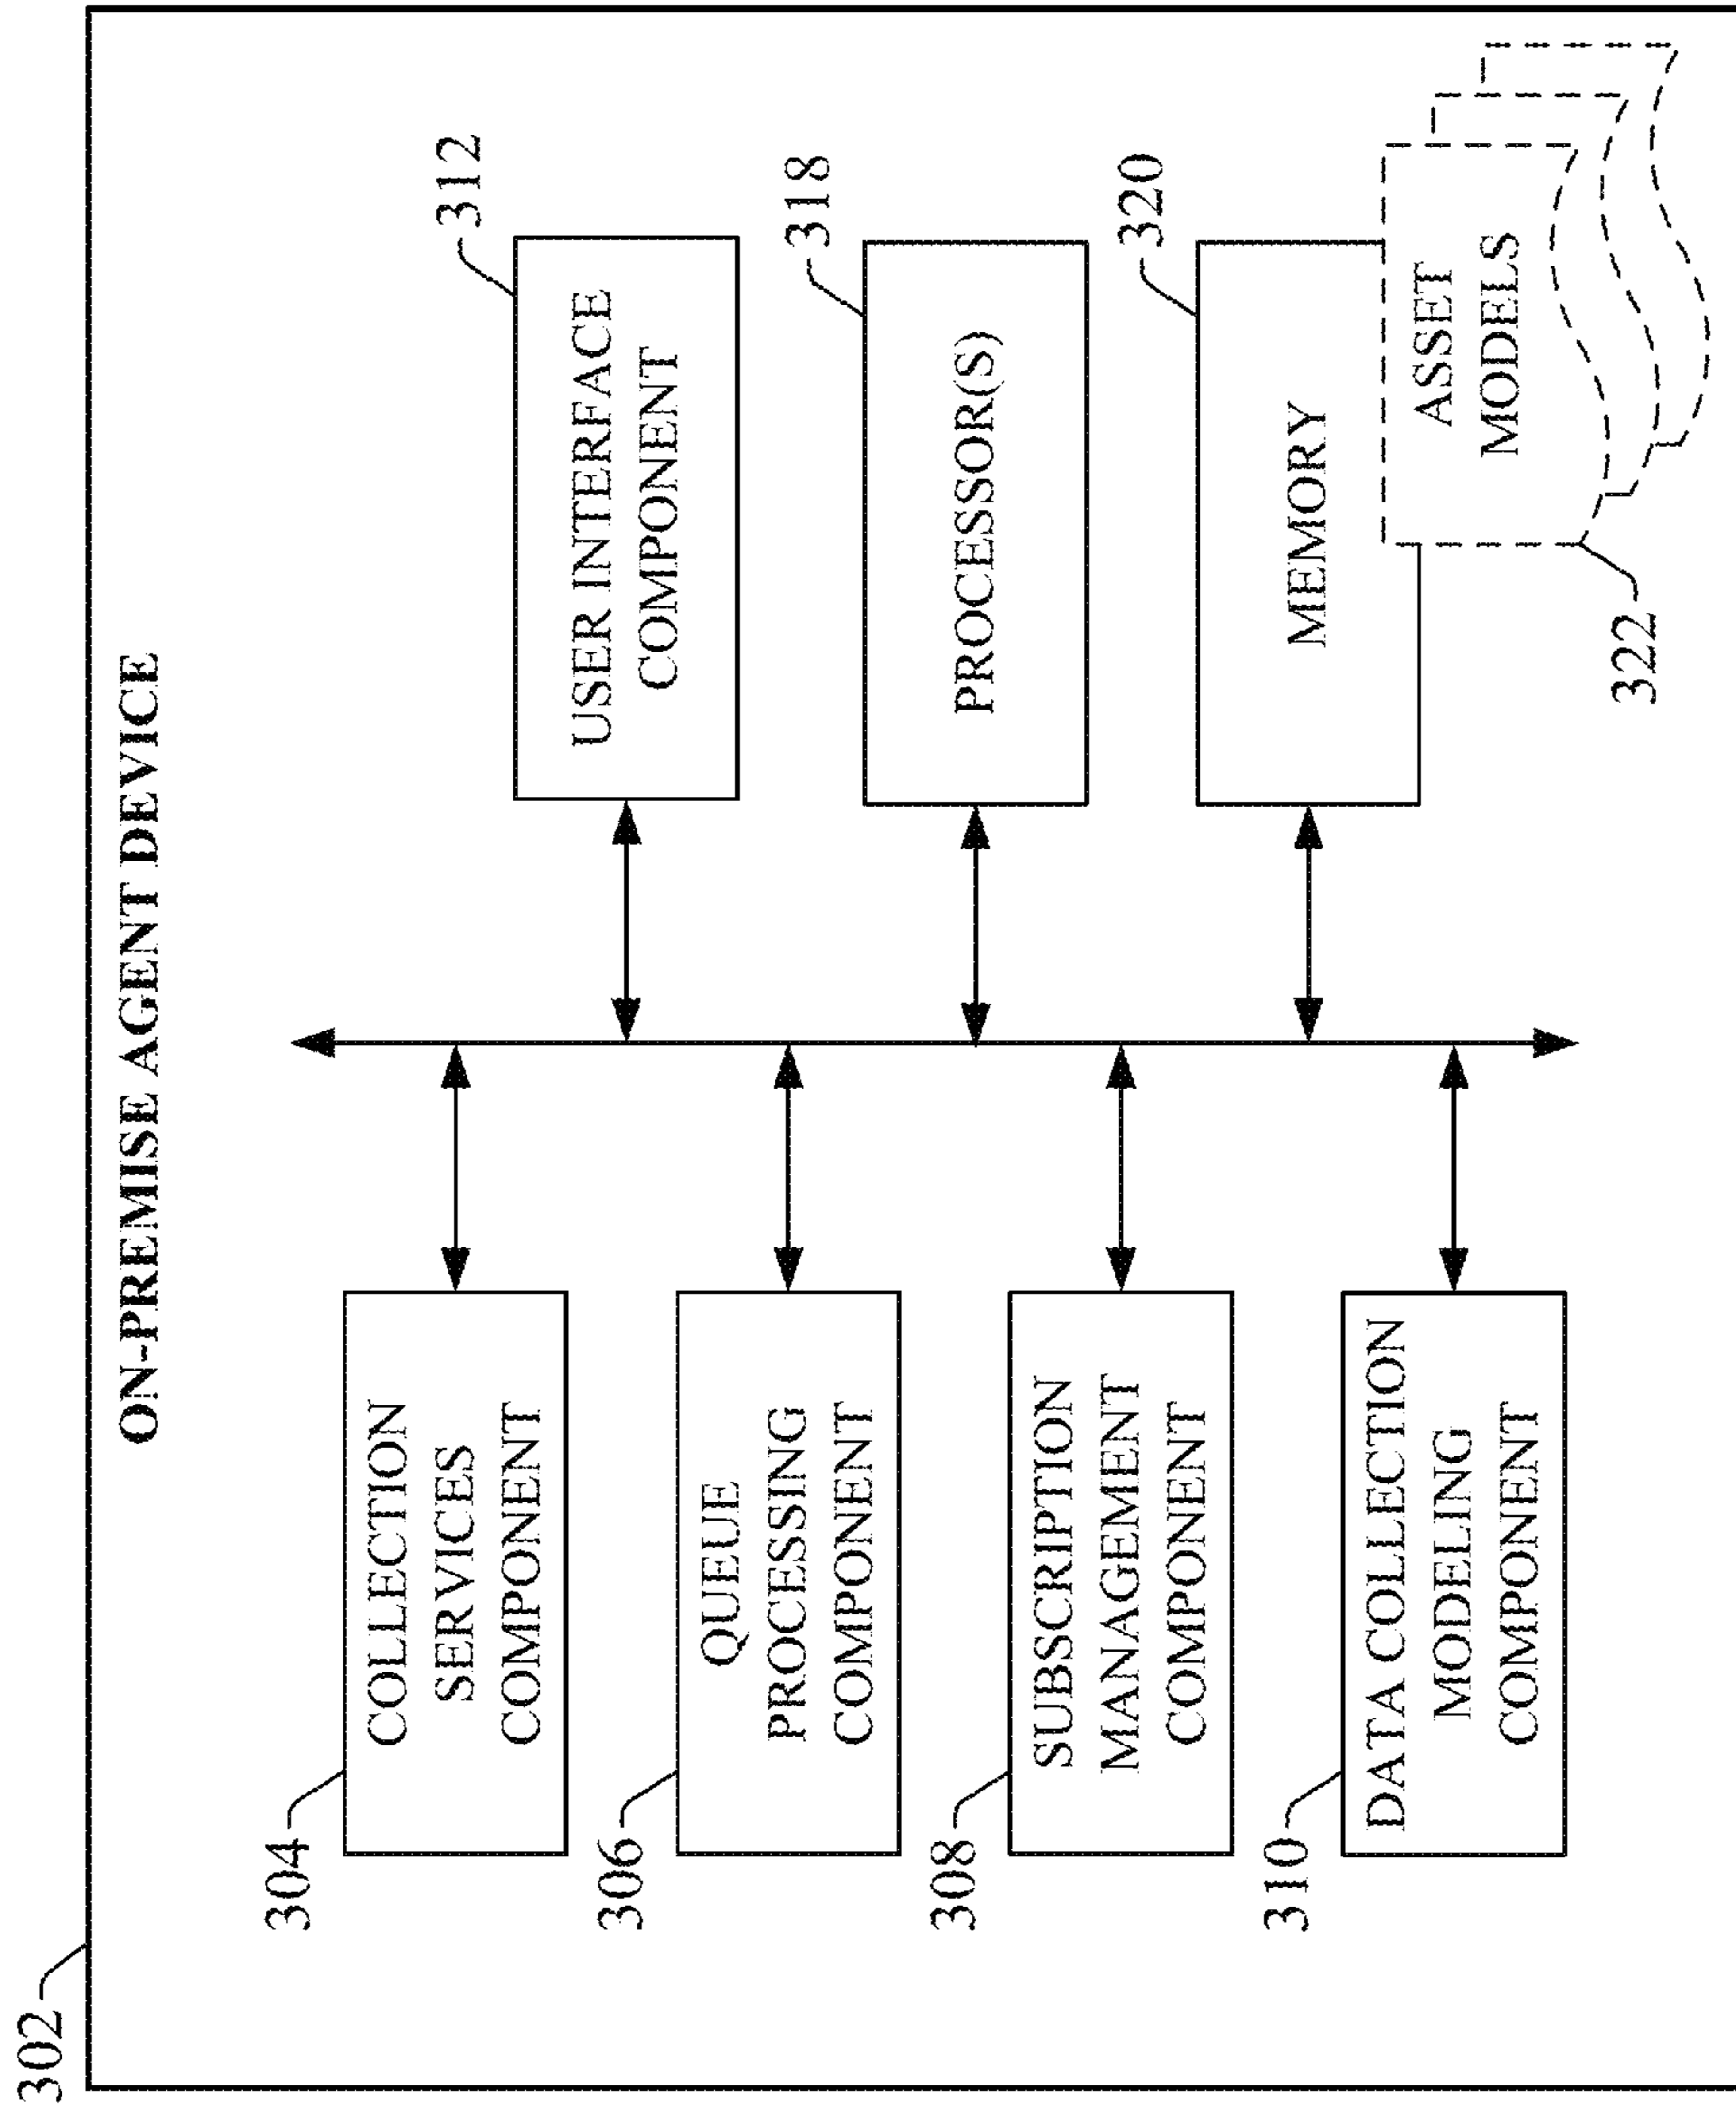 302
ON-PREMISE AGENT DEVICE
304
COLLECTION
SERVICES
COMPONENT
306
QUEUE
PROCESSING
COMPONENT
308
SUBSCRIPTION
MANAGEMENT
COMPONENT
310
DATA COLLECTION
MODELING
COMPONENT
312
USER INTERFACE
COMPONENT
318
PROCESSOR(S)
320
MEMORY
ASSET
MODELS
322